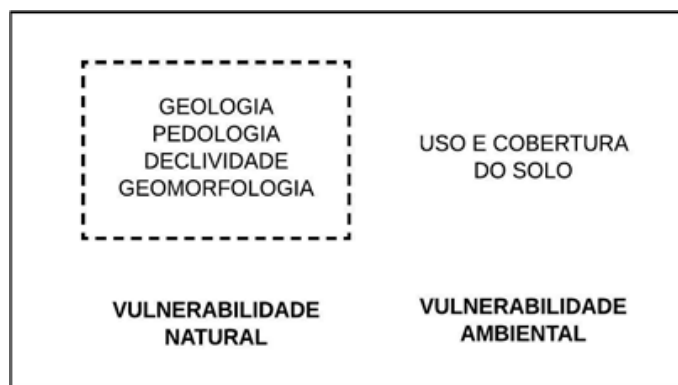 GEOLOGIA
PEDOLOGIA
DECLIVIDADE
GEOMORFOLOGIA
USO E COBERTURA
DO SOLO
VULNERABILIDADE
NATURAL
VULNERABILIDADE
AMBIENTAL